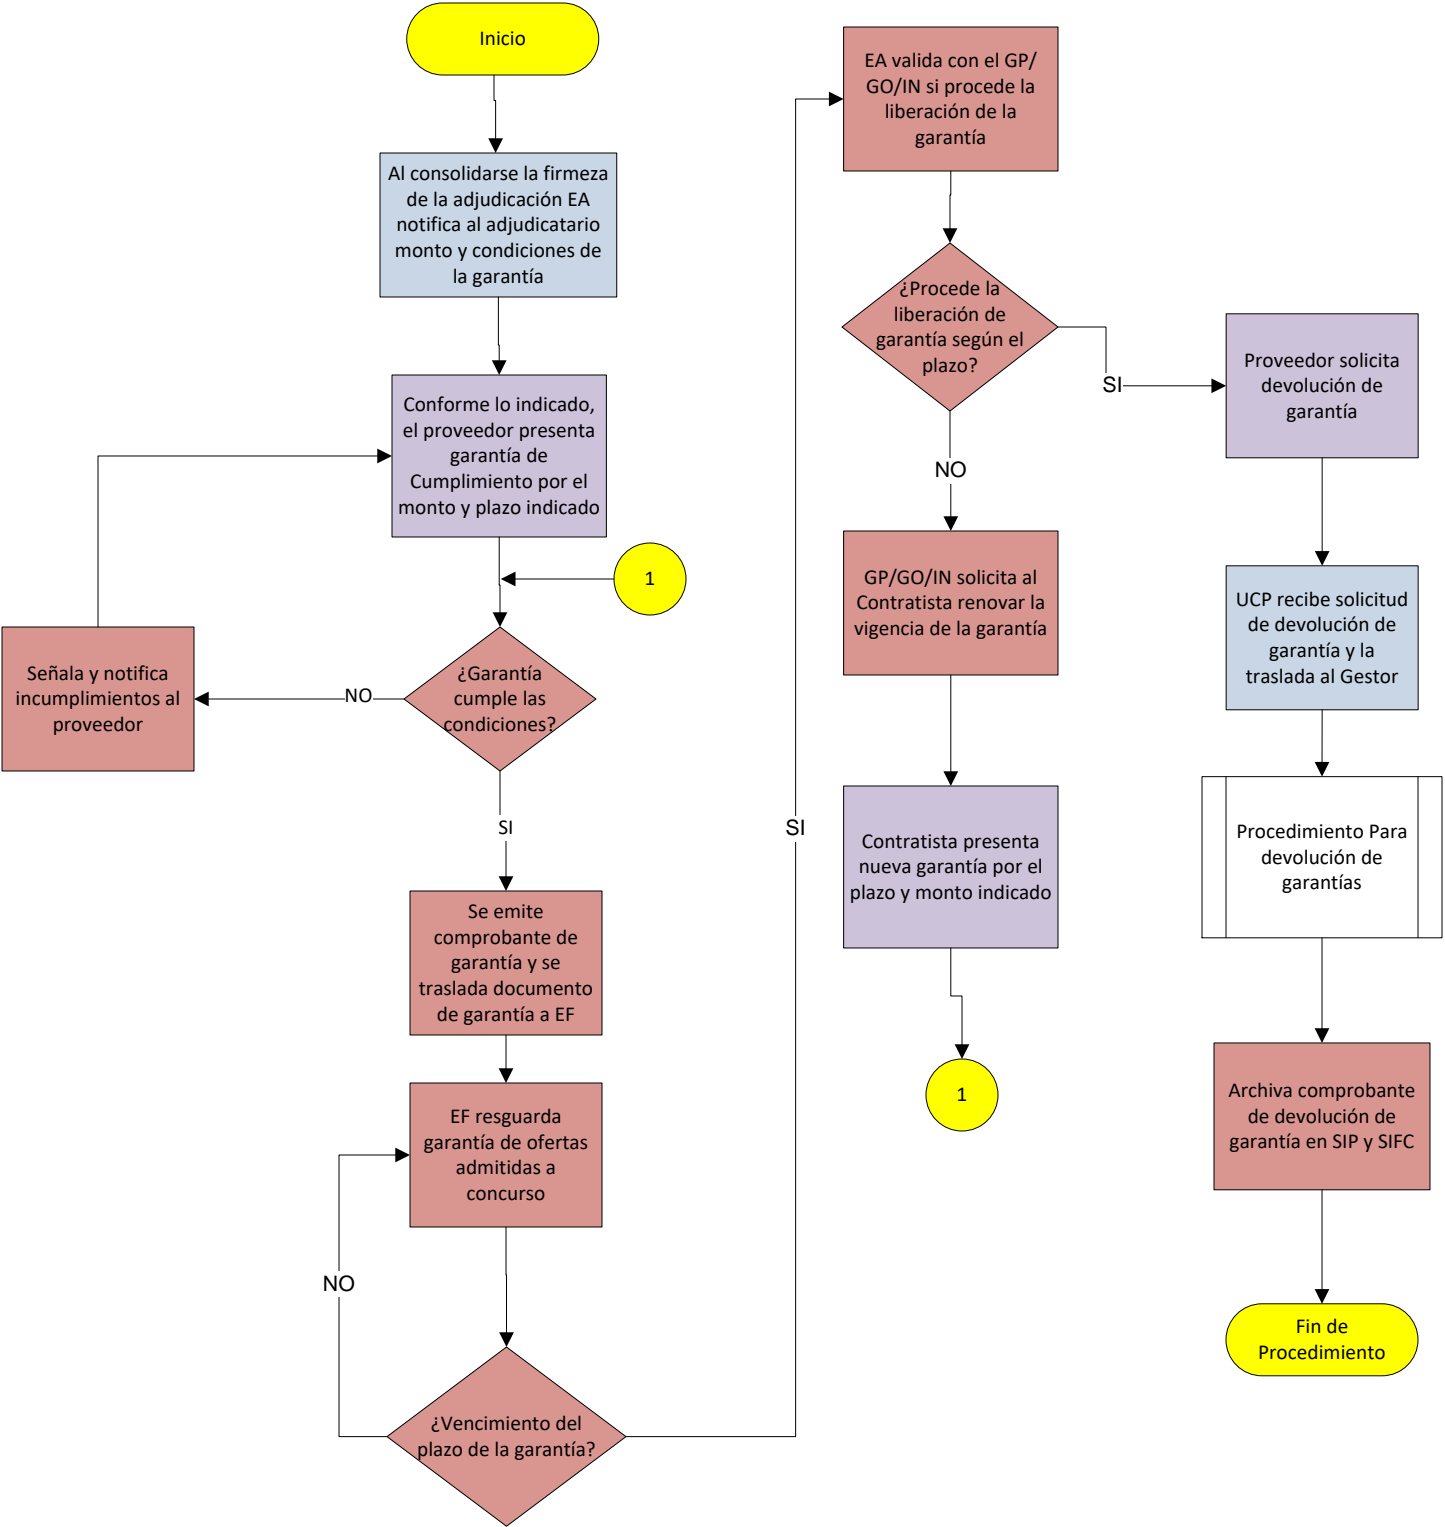 Inicio
Al consolidarse la firmeza
de la adjudicación EA
notifica al adjudicatario
monto y condiciones de
la garantía
Conforme lo indicado,
el proveedor presenta
garantía de
Cumplimiento por el
monto y plazo indicado
1
¿Garantía
cumple las
condiciones?
NO
Señala y notifica
incumplimientos al
proveedor
SI
Se emite
comprobante de
garantía y se
traslada documento
de garantía a EF
EF resguarda
garantía de ofertas
admitidas a
concurso
NO
¿Vencimiento del
plazo de la garantía?
SI
EA valida con el GP/
GO/IN si procede la
liberación de la
garantía
¿Procede la
liberación de
garantía según el
plazo?
NO
GP/GO/IN solicita al
Contratista renovar la
vigencia de la garantía
Contratista presenta
nueva garantía por el
plazo y monto indicado
1
SI
Proveedor solicita
devolución de
garantía
UCP recibe solicitud
de devolución de
garantía y la
traslada al Gestor
Procedimiento Para
devolución de
garantías
Archiva comprobante
de devolución de
garantía en SIP y SIFC
Fin de
Procedimiento